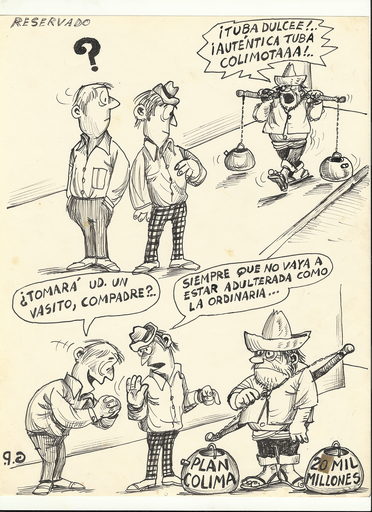 RESERVADO
?
¡TUBA DULCEE!..
¡AUTÉNTICA TUBA
COLIMOTAAA!..
¿TOMARÁ UD. UN
VASITO, COMPADRE?..
SIEMPRE QUE NO VAYA A
ESTAR ADULTERADA COMO
LA ORDINARIA...
PLAN
COLIMA
20 MIL
MILLONES